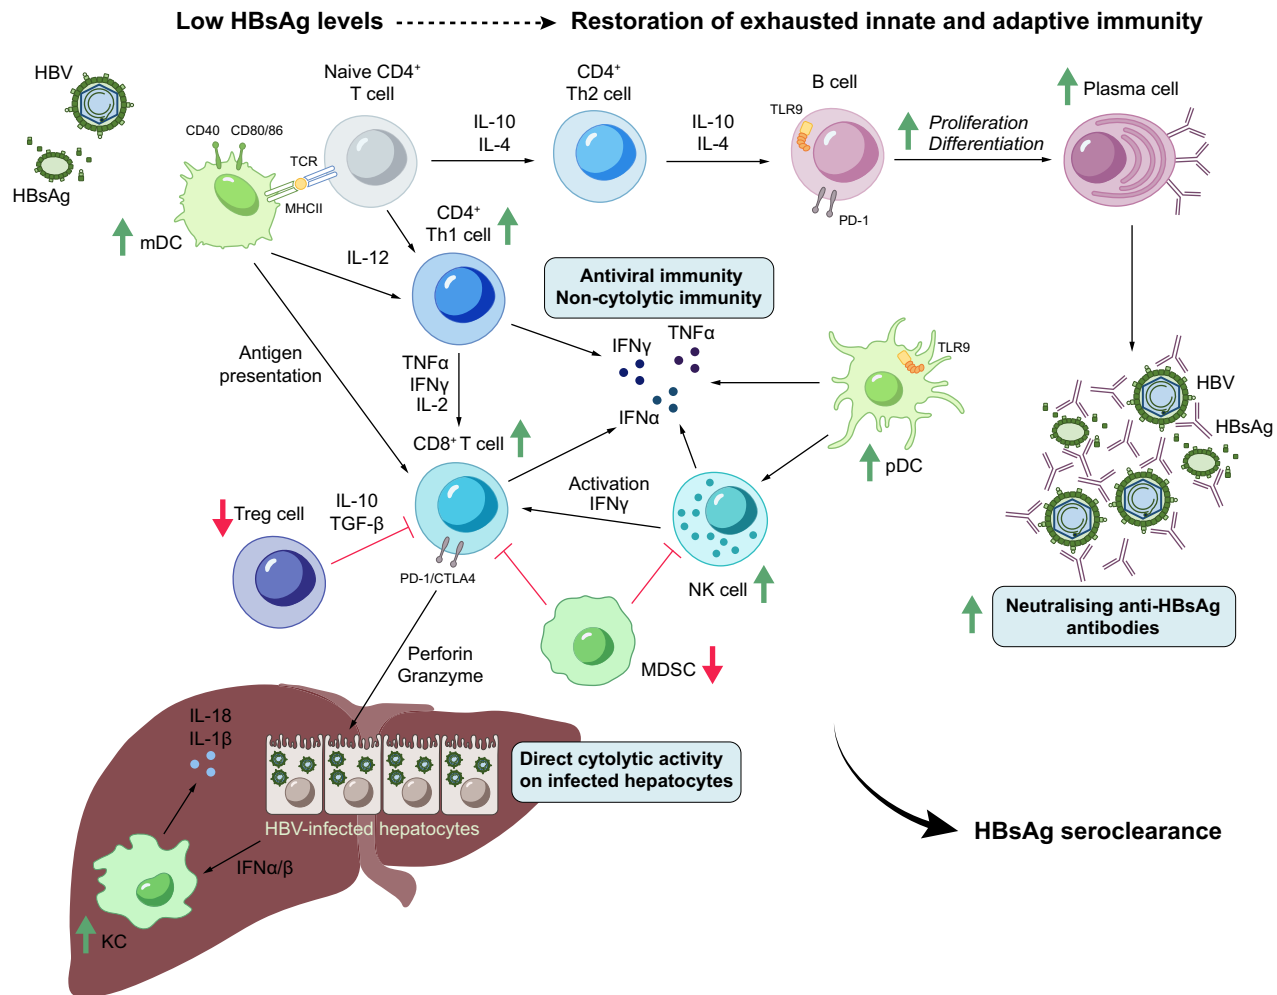 Low HBsAg levels
Restoration of exhausted innate and adaptive immunity
HBV
HBsAg
CD40
CD80/86
TCR
MHCII
mDC
Naive CD4⁺
T cell
IL-10
IL-4
CD4⁺
Th2 cell
IL-10
IL-4
B cell
TLR9
PD-1
Proliferation
Differentiation
Plasma cell
CD4⁺
Th1 cell
IL-12
Antiviral immunity
Non-cytolytic immunity
Antigen
presentation
TNFα
IFNγ
IL-2
IFNγ
TNFα
IFNα
TLR9
pDC
HBV
HBsAg
CD8⁺ T cell
Activation
IFNγ
Treg cell
IL-10
TGF-β
PD-1/CTLA4
NK cell
MDSC
Neutralising anti-HBsAg
antibodies
Perforin
Granzyme
IL-18
IL-1β
Direct cytolytic activity
on infected hepatocytes
HBV-infected hepatocytes
IFNα/β
KC
HBsAg seroclearance